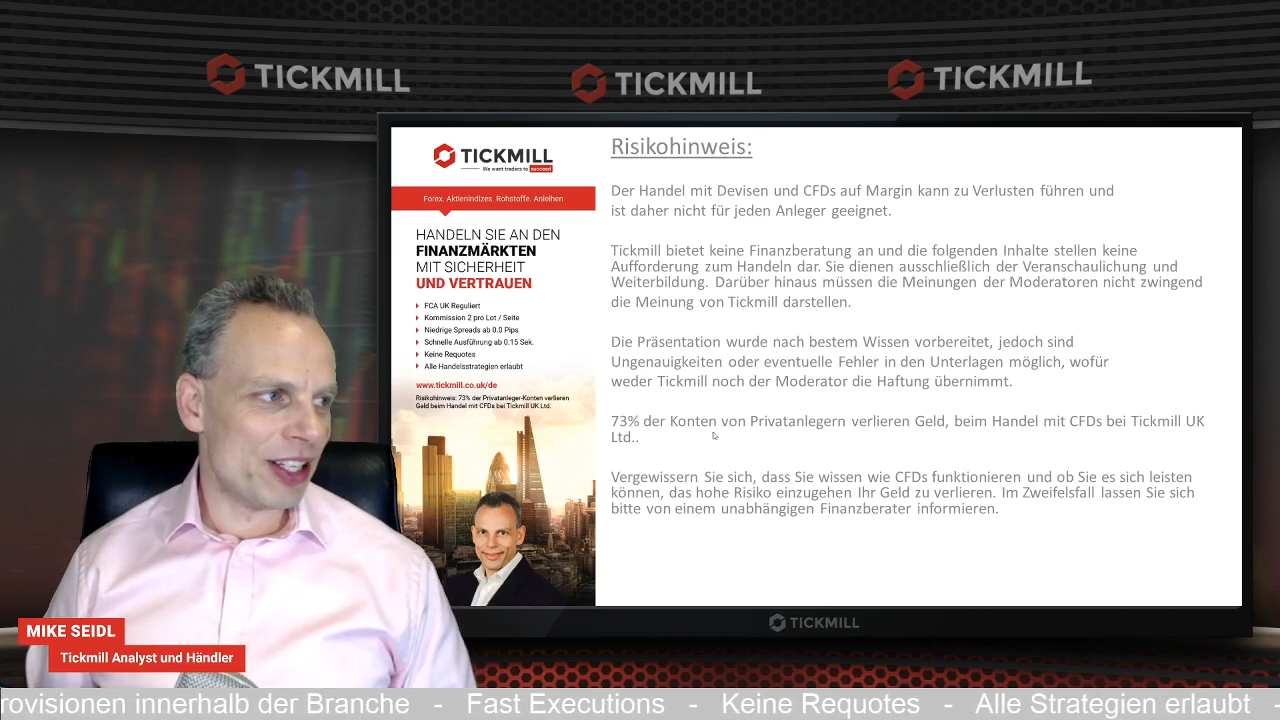 TICKMILL
TICKMILL
TICKMILL
TICKMILL
We want traders to succeed
Forex. Aktienindizes. Rohstoffe. Anleihen
HANDELN SIE AN DEN
FINANZMÄRKTEN
MIT SICHERHEIT
UND VERTRAUEN
FCA UK Reguliert
Kommission 2 pro Lot / Seite
Niedrige Spreads ab 0.0 Pips
Schnelle Ausführung ab 0.15 Sek.
Keine Requotes
Alle Handelsstrategien erlaubt
www.tickmill.co.uk/de
Risikohinweis: 73% der Privatanleger-Konten verlieren
Geld beim Handel mit CFDs bei Tickmill UK Ltd.
Risikohinweis:
Der Handel mit Devisen und CFDs auf Margin kann zu Verlusten führen und
ist daher nicht für jeden Anleger geeignet.
Tickmill bietet keine Finanzberatung an und die folgenden Inhalte stellen keine
Aufforderung zum Handeln dar. Sie dienen ausschließlich der Veranschaulichung und
Weiterbildung. Darüber hinaus müssen die Meinungen der Moderatoren nicht zwingend
die Meinung von Tickmill darstellen.
Die Präsentation wurde nach bestem Wissen vorbereitet, jedoch sind
Ungenauigkeiten oder eventuelle Fehler in den Unterlagen möglich, wofür
weder Tickmill noch der Moderator die Haftung übernimmt.
73% der Konten von Privatanlegern verlieren Geld, beim Handel mit CFDs bei Tickmill UK
Ltd..
Vergewissern Sie sich, dass Sie wissen wie CFDs funktionieren und ob Sie es sich leisten
können, das hohe Risiko einzugehen Ihr Geld zu verlieren. Im Zweifelsfall lassen Sie sich
bitte von einem unabhängigen Finanzberater informieren.
TICKMILL
MIKE SEIDL
Tickmill Analyst und Händler
rovisionen innerhalb der Branche - Fast Executions - Keine Requotes - Alle Strategien erlaubt -